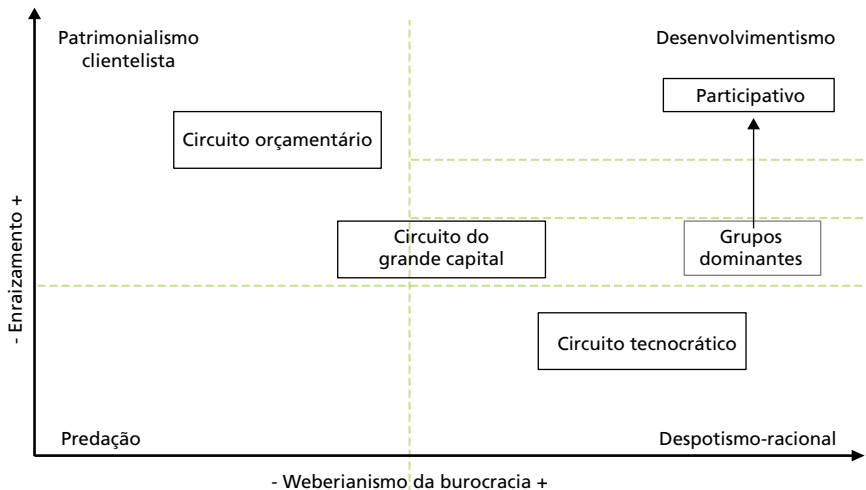 Patrimonialismo
clientelista
Desenvolvimentismo
Participativo
Circuito orçamentário
Circuito do
grande capital
Grupos
dominantes
Circuito tecnocrático
Predação
Despotismo-racional
- Enraizamento +
- Weberianismo da burocracia +